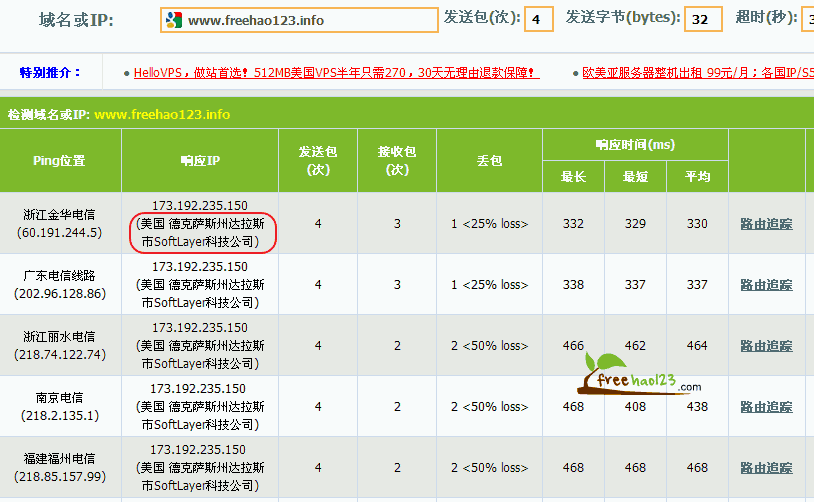 域名或IP: www.freehao123.info 发送包(次): 4 发送字节(bytes): 32 超时(秒):
特别推介： • HelloVPS，做站首选！512MB美国VPS半年只需270，30天无理由退款保障！ • 欧美亚服务器整机出租 99元/月；各国IP/S5
检测域名或IP: www.freehao123.info
Ping位置 响应IP 发送包(次) 接收包(次) 丢包 响应时间(ms)
最长 最短 平均
浙江金华电信 173.192.235.150
(60.191.244.5) (美国 德克萨斯州达拉斯 4 3 1 <25% loss> 332 329 330 路由追踪
市SoftLayer科技公司)
广东电信线路 173.192.235.150
(202.96.128.86) (美国 德克萨斯州达拉斯 4 3 1 <25% loss> 338 337 337 路由追踪
市SoftLayer科技公司)
浙江丽水电信 173.192.235.150
(218.74.122.74) (美国 德克萨斯州达拉斯 4 2 2 <50% loss> 466 462 464 路由追踪
市SoftLayer科技公司)
freehao123.com
南京电信 173.192.235.150
(218.2.135.1) (美国 德克萨斯州达拉斯 4 2 2 <50% loss> 468 408 438 路由追踪
市SoftLayer科技公司)
福建福州电信 173.192.235.150
(218.85.157.99) (美国 德克萨斯州达拉斯 4 2 2 <50% loss> 468 468 468 路由追踪
市SoftLayer科技公司)